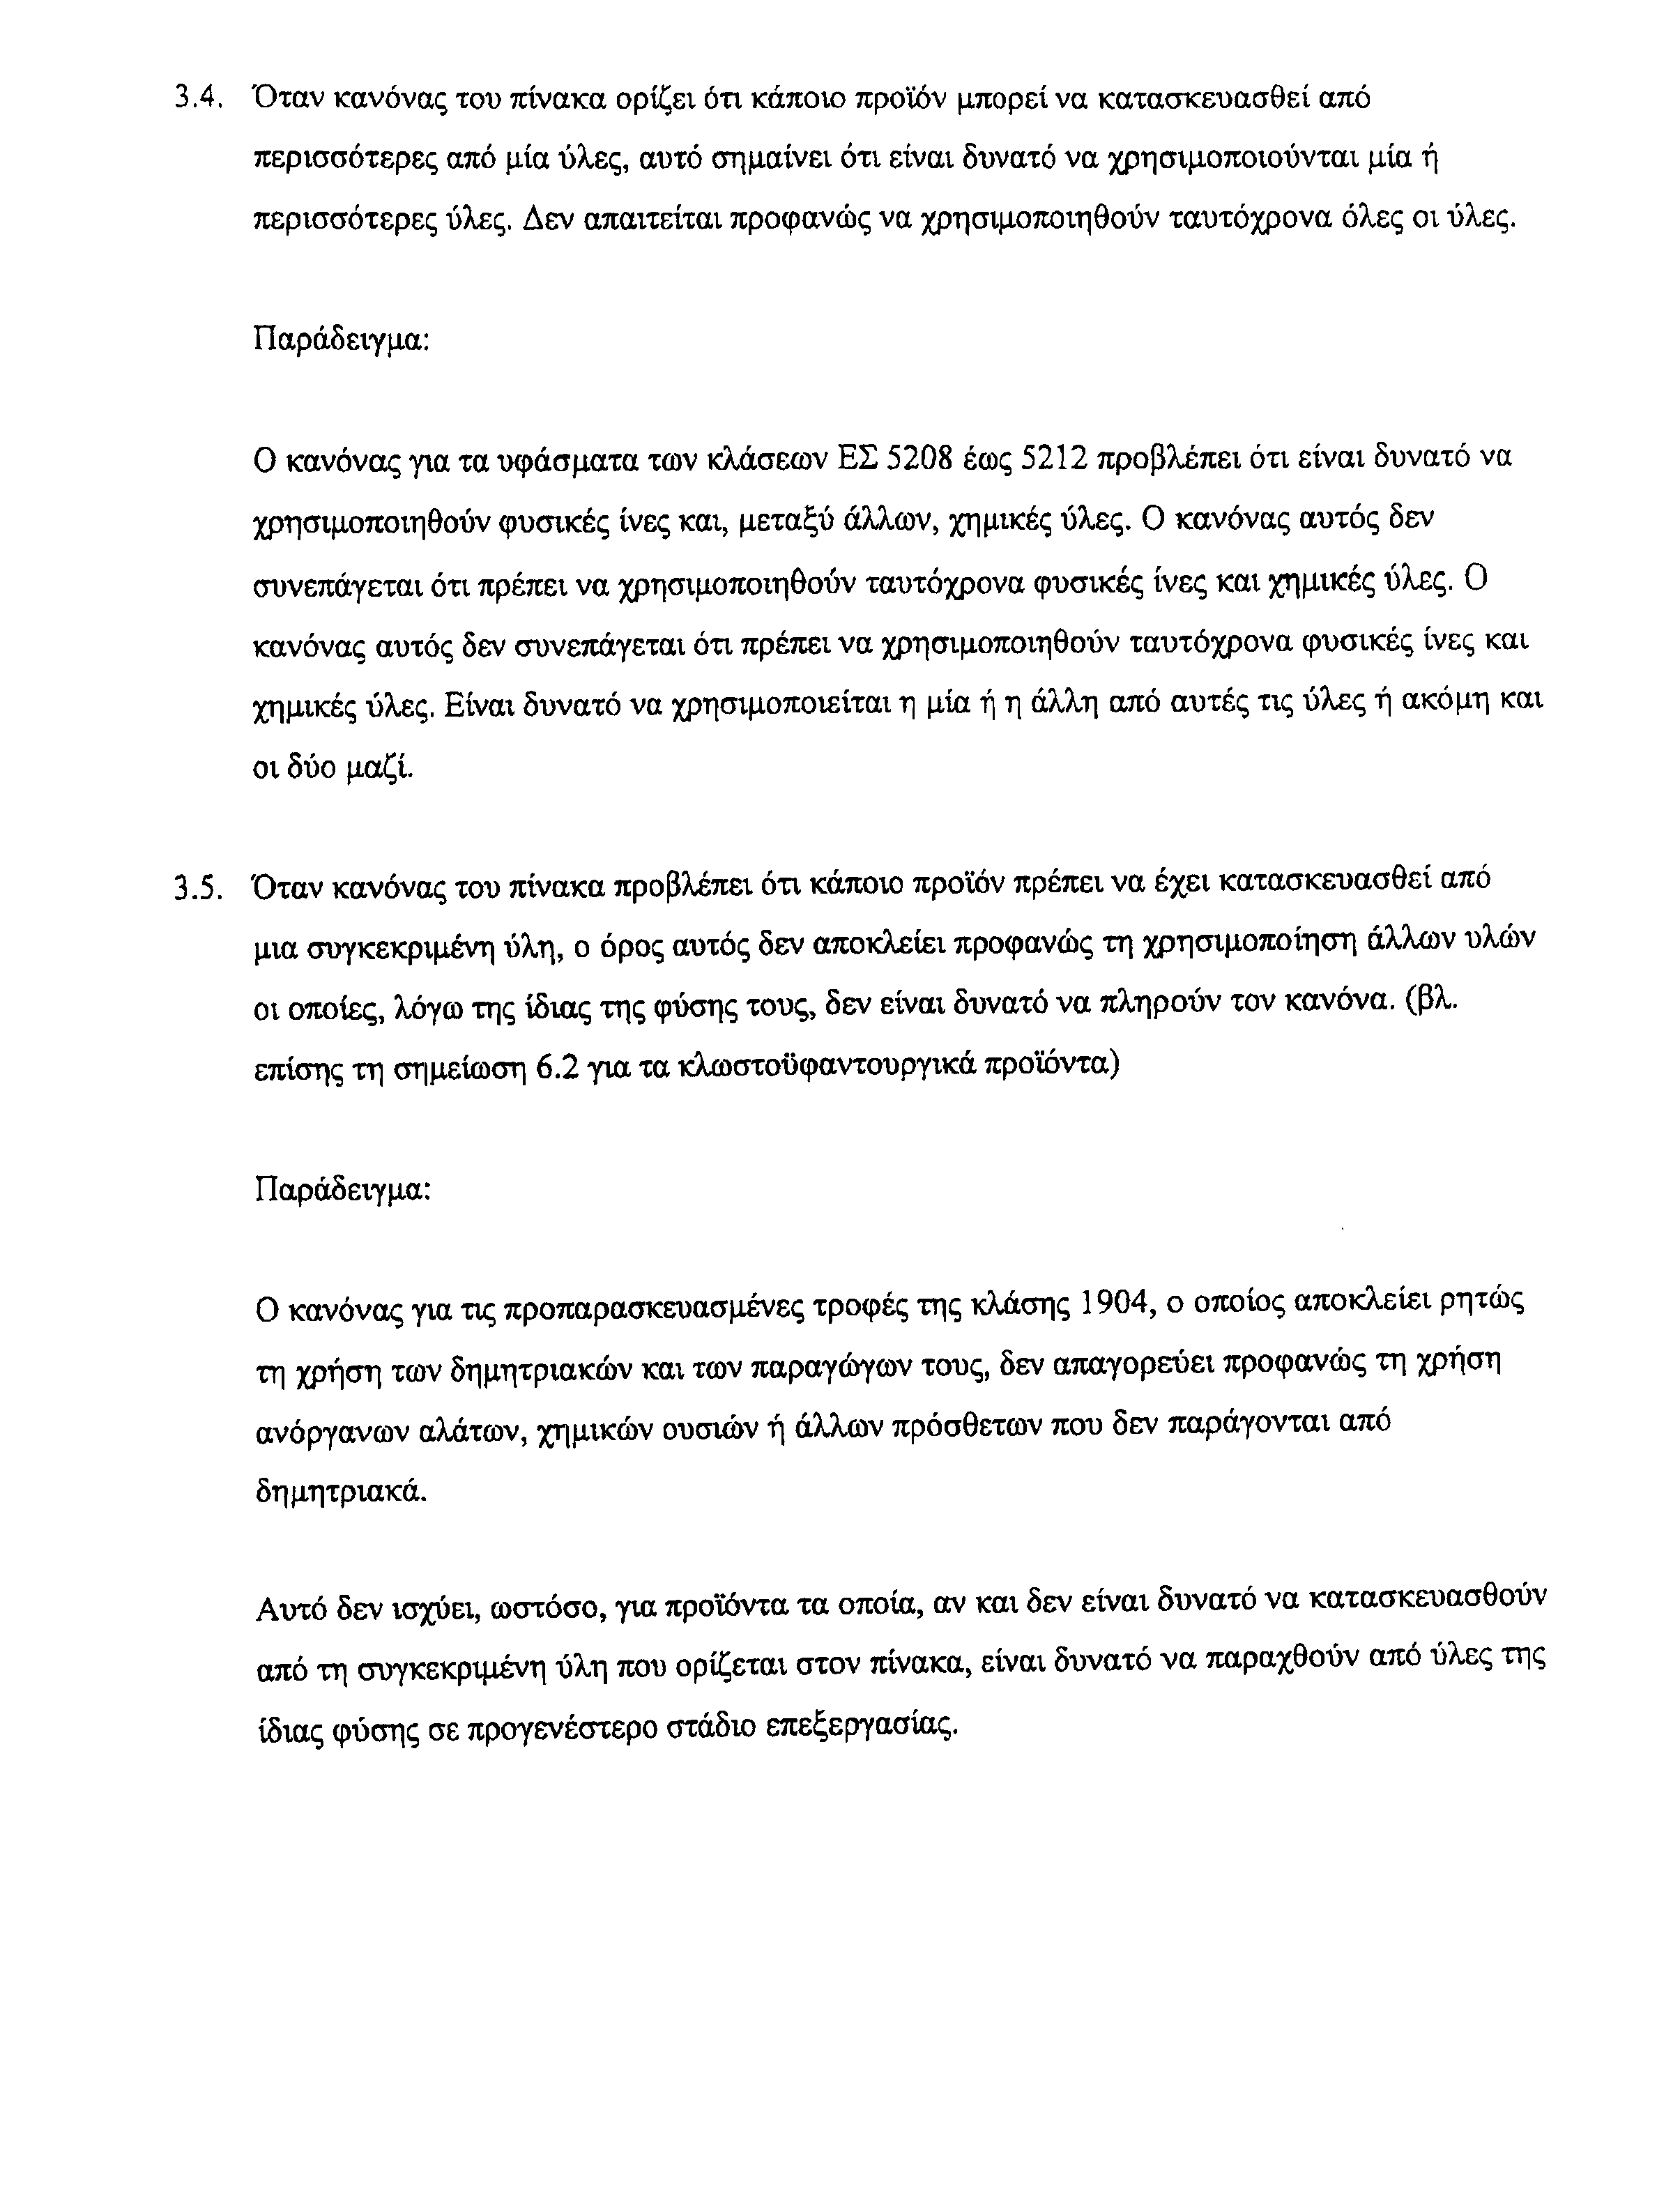 3.4. Όταν κανόνας του πίνακα ορίζει ότι κάποιο προϊόν μπορεί να κατασκευασθεί από
περισσότερες από μία ύλες, αυτό σημαίνει ότι είναι δυνατό να χρησιμοποιούνται μία ή
περισσότερες ύλες. Δεν απαιτείται προφανώς να χρησιμοποιηθούν ταυτόχρονα όλες οι ύλες.
Παράδειγμα:
Ο κανόνας για τα υφάσματα των κλάσεων ΕΣ 5208 έως 5212 προβλέπει ότι είναι δυνατό να
χρησιμοποιηθούν φυσικές ίνες και, μεταξύ άλλων, χημικές ύλες. Ο κανόνας αυτός δεν
συνεπάγεται ότι πρέπει να χρησιμοποιηθούν ταυτόχρονα φυσικές ίνες και χημικές ύλες. Ο
κανόνας αυτός δεν συνεπάγεται ότι πρέπει να χρησιμοποιηθούν ταυτόχρονα φυσικές ίνες και
χημικές ύλες. Είναι δυνατό να χρησιμοποιείται η μία ή η άλλη από αυτές τις ύλες ή ακόμη και
οι δύο μαζί.
3.5. Όταν κανόνας του πίνακα προβλέπει ότι κάποιο προϊόν πρέπει να έχει κατασκευασθεί από
μια συγκεκριμένη ύλη, ο όρος αυτός δεν αποκλείει προφανώς τη χρησιμοποίηση άλλων υλών
οι οποίες, λόγω της ίδιας της φύσης τους, δεν είναι δυνατό να πληρούν τον κανόνα. (βλ.
επίσης τη σημείωση 6.2 για τα κλωστοϋφαντουργικά προϊόντα)
Παράδειγμα:
Ο κανόνας για τις προπαρασκευασμένες τροφές της κλάσης 1904, ο οποίος αποκλείει ρητώς
τη χρήση των δημητριακών και των παραγώγων τους, δεν απαγορεύει προφανώς τη χρήση
ανόργανων αλάτων, χημικών ουσιών ή άλλων πρόσθετων που δεν παράγονται από
δημητριακά.
Αυτό δεν ισχύει, ωστόσο, για προϊόντα τα οποία, αν και δεν είναι δυνατό να κατασκευασθούν
από τη συγκεκριμένη ύλη που ορίζεται στον πίνακα, είναι δυνατό να παραχθούν από ύλες της
ίδιας φύσης σε προγενέστερο στάδιο επεξεργασίας.